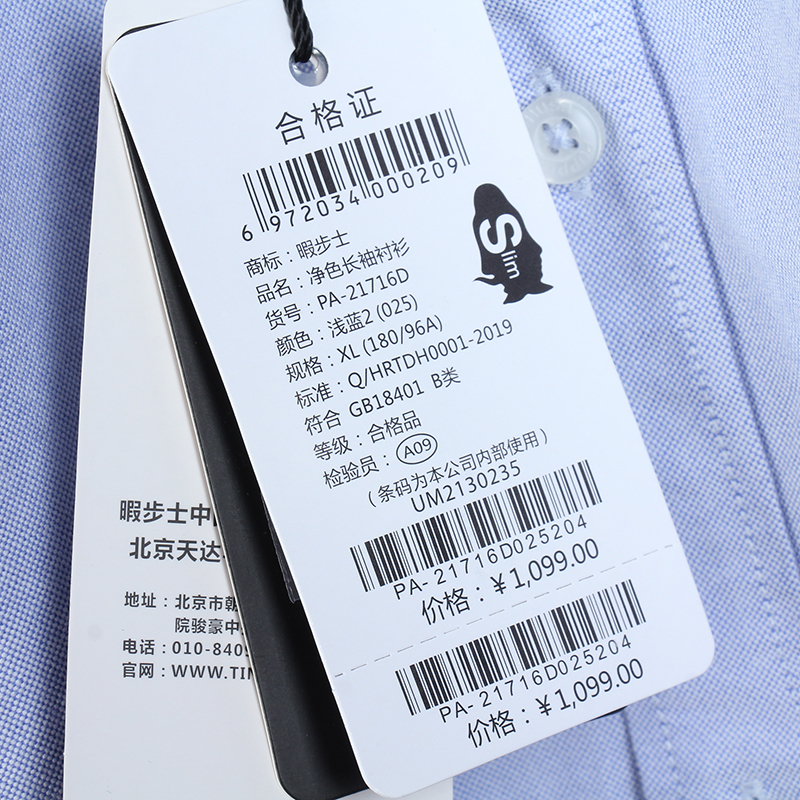 合格证
6 972034 000209
商标：暇步士
品名：净色长袖衬衫
货号：PA-21716D
颜色：浅蓝2 (025)
规格：XL (180/96A)
标准：Q/HRTDH0001-2019
符合 GB18401 B类
等级：合格品
检验员：A09
（条码为本公司内部使用）
UM2130235
PA-21716D025204
价格：￥1,099.00
PA-21716D025204
价格：￥1,099.00
Slim
暇步士中
北京天达
地址：北京市朝
院骏豪中
电话：010-840
官网：WWW.TI